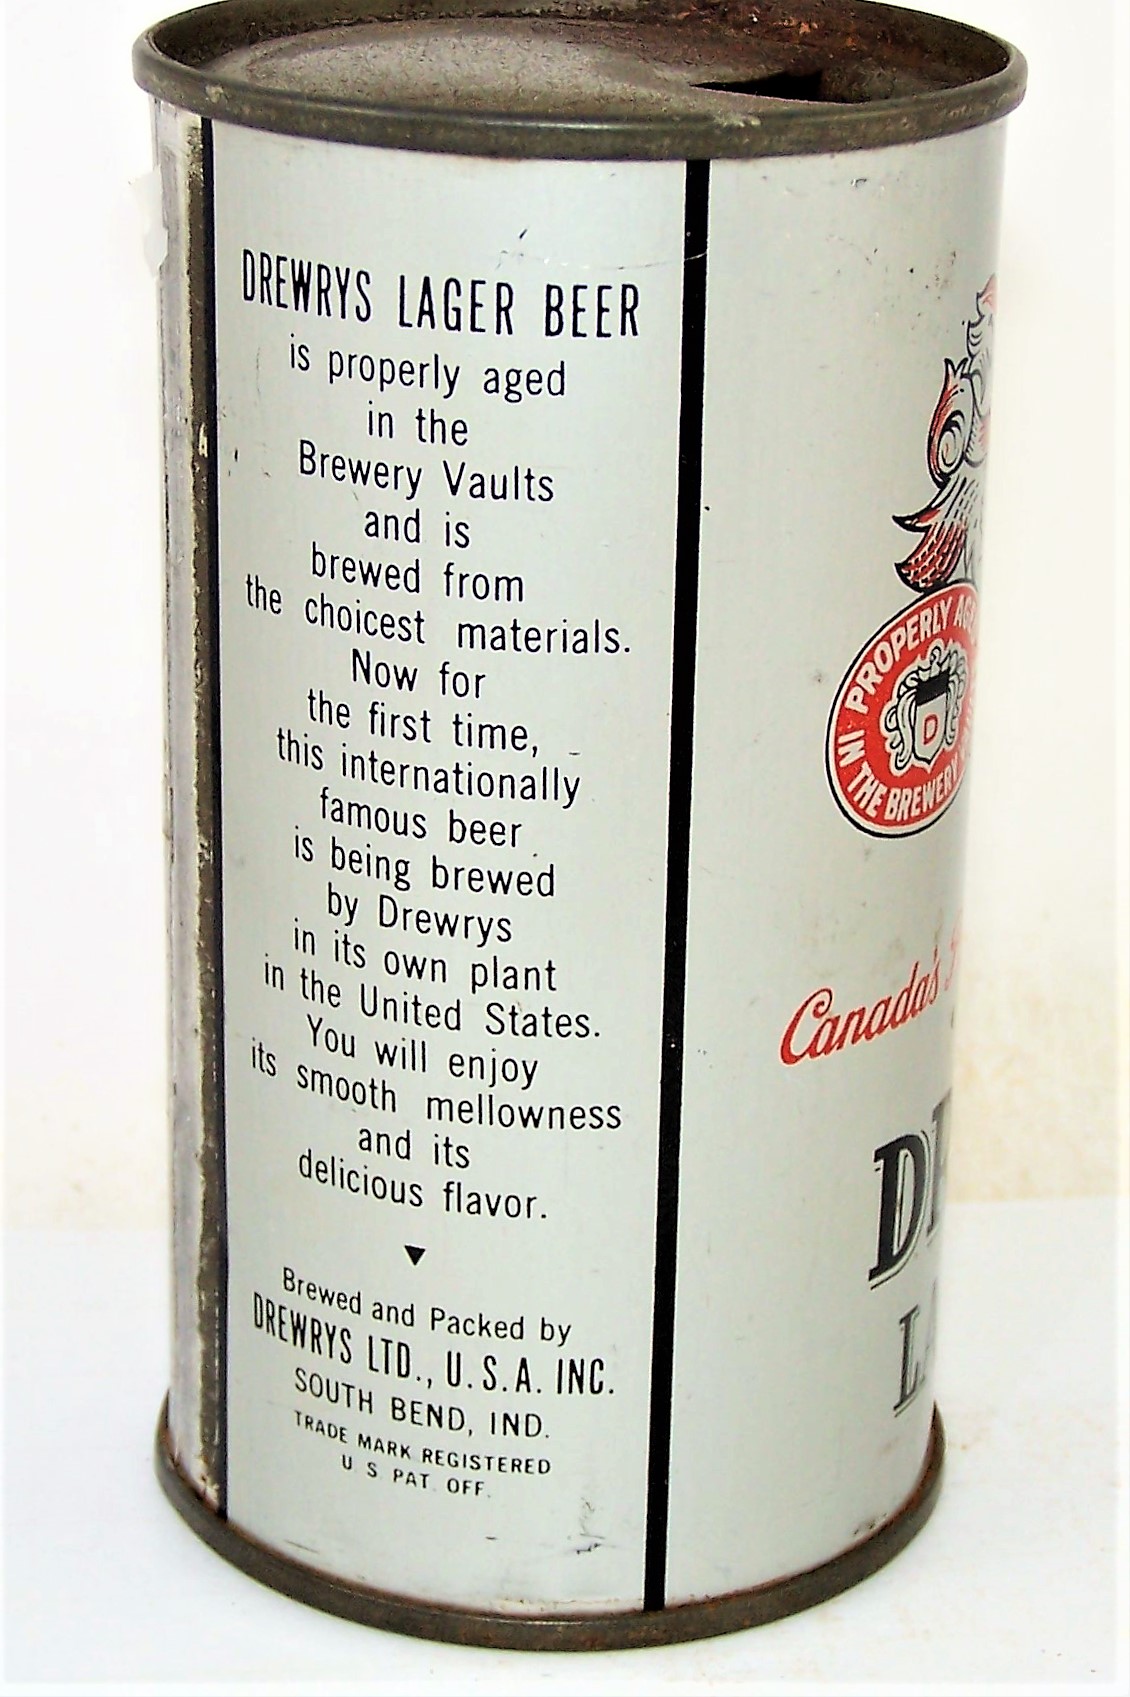 DREWRYS LAGER BEER
is properly aged
in the
Brewery Vaults
and is
brewed from
the choicest materials.
Now for
the first time,
this internationally
famous beer
is being brewed
by Drewrys
in its own plant
in the United States.
You will enjoy
its smooth mellowness
and its
delicious flavor.
Brewed and Packed by
DREWRYS LTD., U.S.A. INC.
SOUTH BEND, IND.
TRADE MARK REGISTERED
U. S. PAT. OFF.
PROPERLY
IN THE BREWERY
D
Canada's